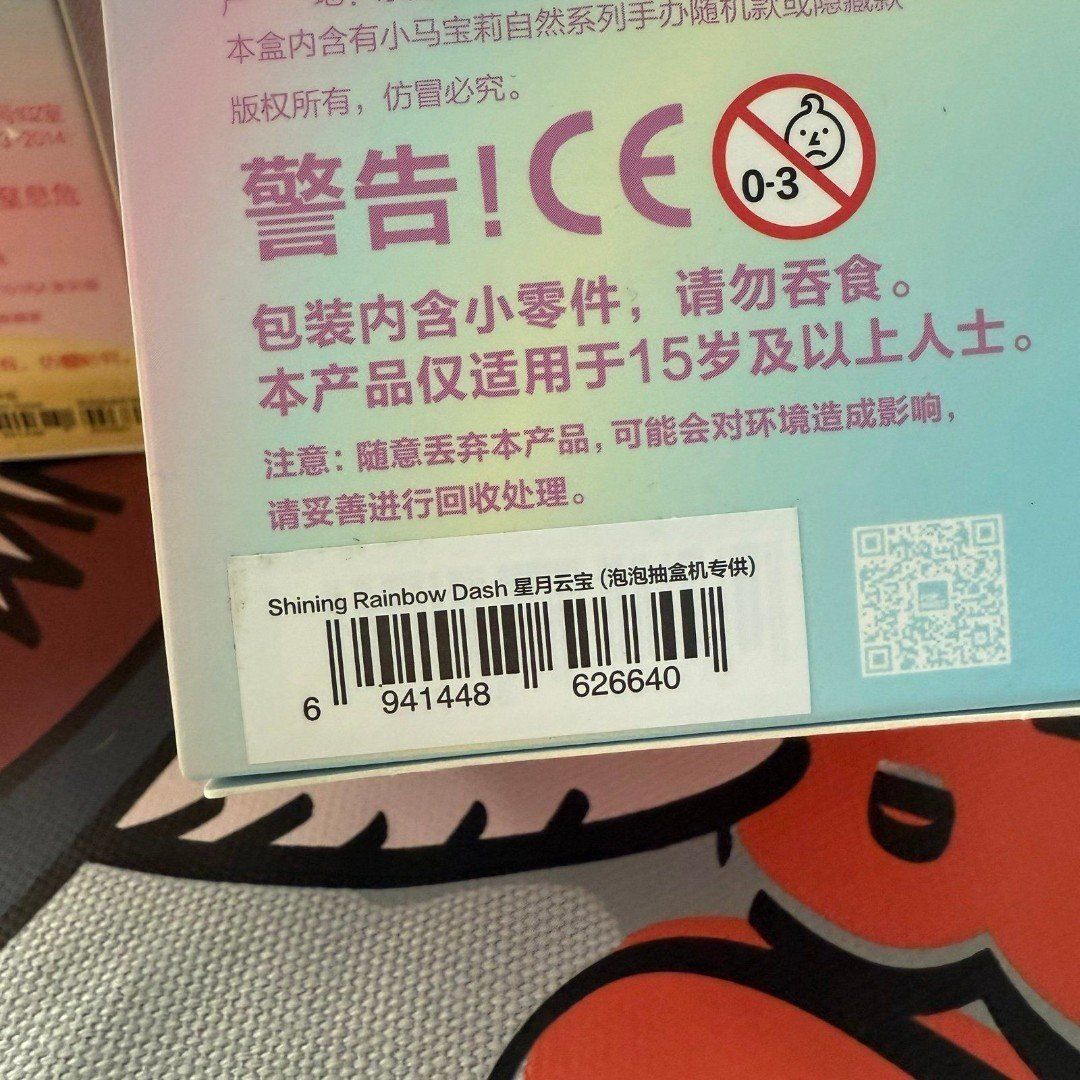 本盒内含有小马宝莉自然系列手办随机款或隐藏款
版权所有，仿冒必究。
警告！CE
0-3
包装内含小零件，请勿吞食。
本产品仅适用于15岁及以上人士。
注意：随意丢弃本产品，可能会对环境造成影响，
请妥善进行回收处理。
Shining Rainbow Dash 星月云宝 (泡泡抽盒机专供)
6 941448 626640